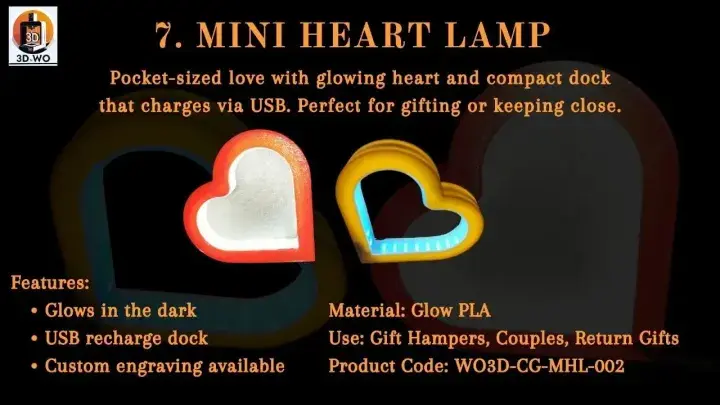 3D
3D-WO
7. MINI HEART LAMP
Pocket-sized love with glowing heart and compact dock
that charges via USB. Perfect for gifting or keeping close.
Features:
• Glows in the dark
• USB recharge dock
• Custom engraving available
Material: Glow PLA
Use: Gift Hampers, Couples, Return Gifts
Product Code: WO3D-CG-MHL-002